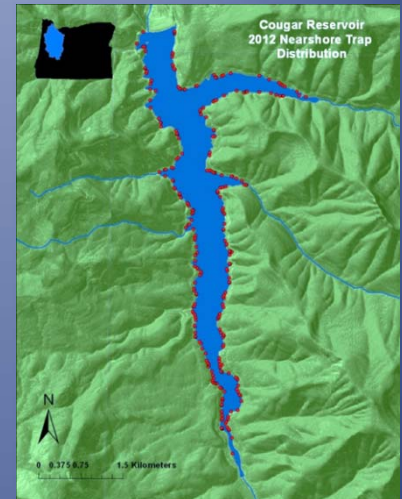 Cougar Reservoir
2012 Nearshore Trap
Distribution
N
0 0.375 0.75 1.5 Kilometers